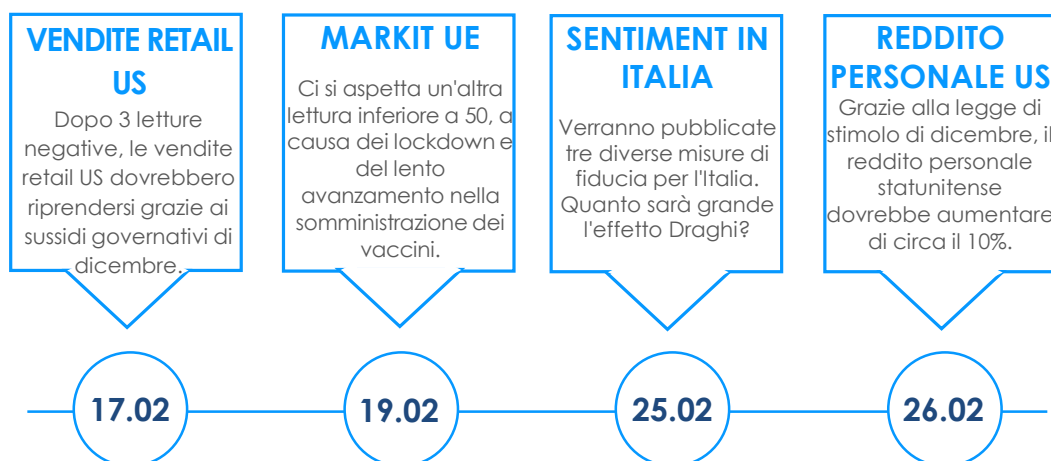 VENDITE RETAIL
US
Dopo 3 letture
negative, le vendite
retail US dovrebbero
riprendersi grazie ai
sussidi governativi di
dicembre.
MARKIT UE
Ci si aspetta un'altra
lettura inferiore a 50, a
causa dei lockdown e
del lento
avanzamento nella
somministrazione dei
vaccini.
SENTIMENT IN
ITALIA
Verranno pubblicate
tre diverse misure di
fiducia per l'Italia.
Quanto sarà grande
l'effetto Draghi?
REDDITO
PERSONALE US
Grazie alla legge di
stimolo di dicembre, il
reddito personale
statunitense
dovrebbe aumentare
di circa il 10%.
17.02
19.02
25.02
26.02